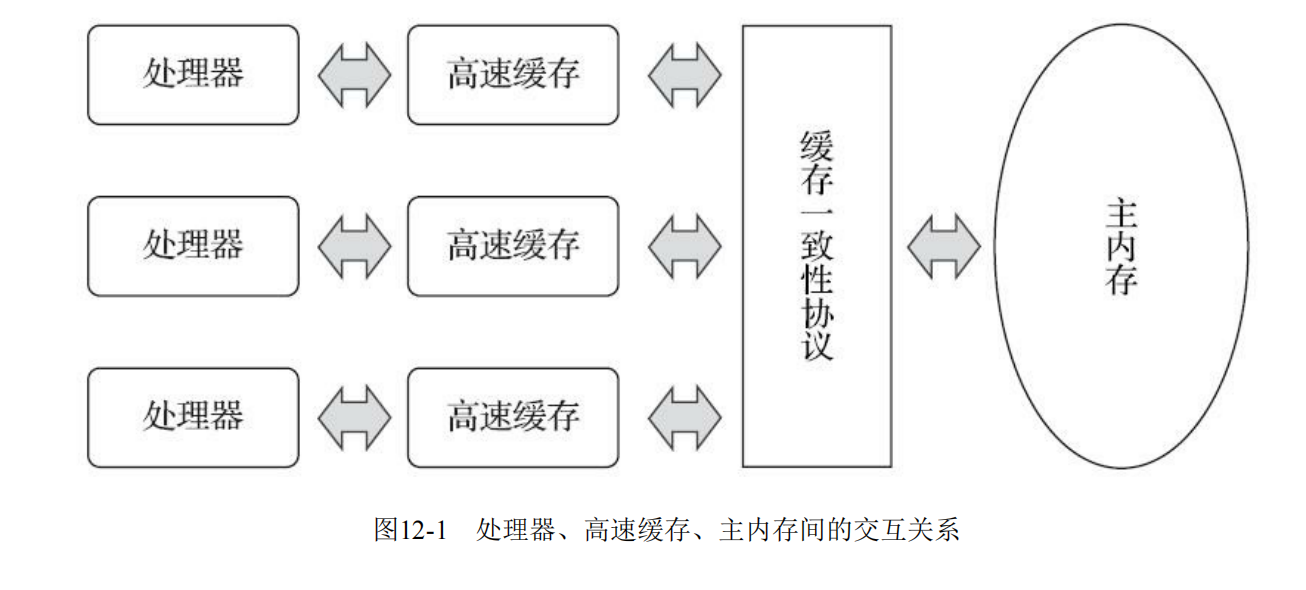 处理器
高速缓存
处理器
高速缓存
处理器
高速缓存
缓存一致性协议
主内存
图12-1 处理器、高速缓存、主内存间的交互关系